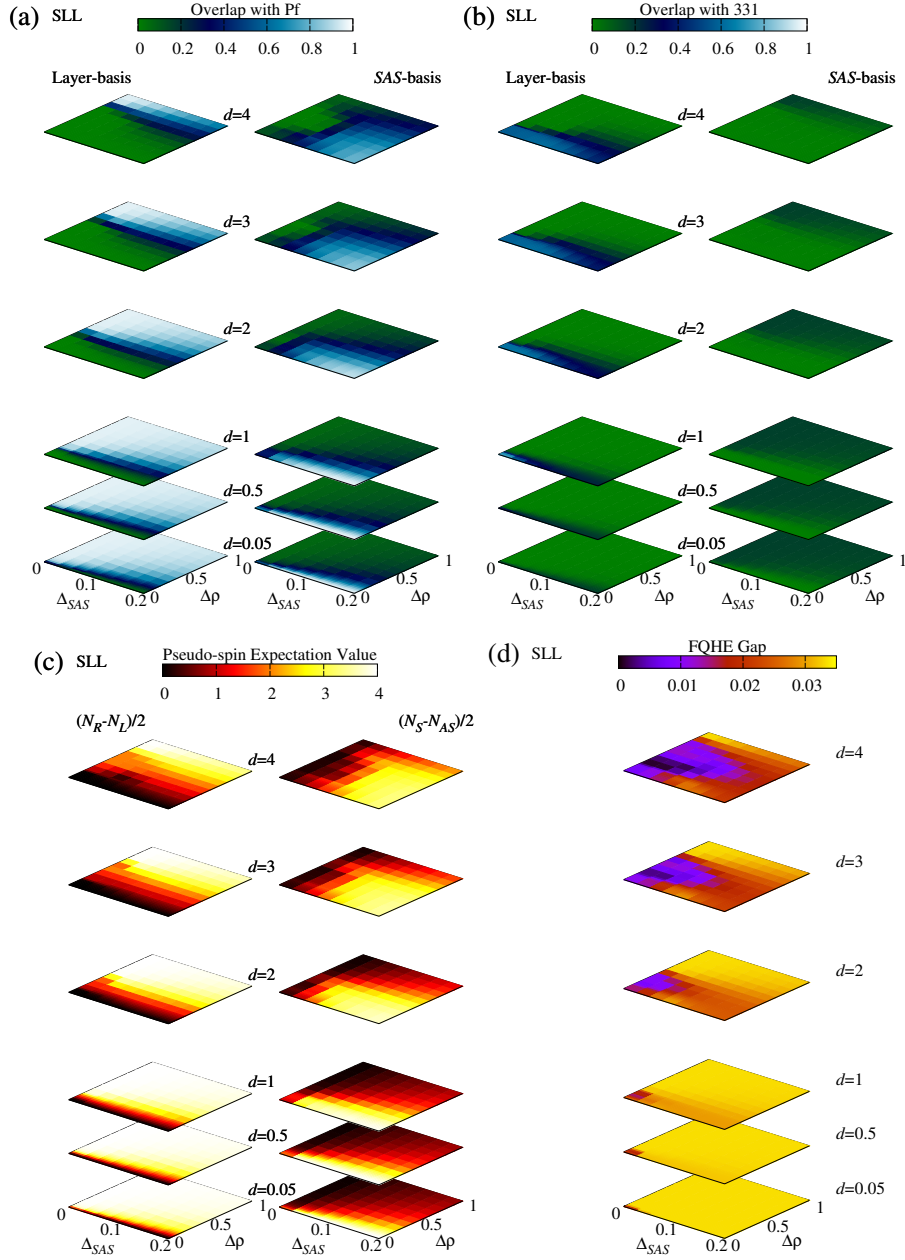 (a) SLL
Overlap with Pf
0 0.2 0.4 0.6 0.8 1
Layer-basis
SAS-basis
d=4
d=3
d=2
d=1
d=0.5
d=0.05
0
0.1
0.2
Δ_SAS
0
0.5
1
Δρ
0
0.1
0.2
Δ_SAS
0
0.5
1
Δρ
(b) SLL
Overlap with 331
0 0.2 0.4 0.6 0.8 1
Layer-basis
SAS-basis
d=4
d=3
d=2
d=1
d=0.5
d=0.05
0
0.1
0.2
Δ_SAS
0
0.5
1
Δρ
0
0.1
0.2
Δ_SAS
0
0.5
1
Δρ
(c) SLL
Pseudo-spin Expectation Value
0 1 2 3 4
(N_R-N_L)/2
(N_S-N_AS)/2
d=4
d=3
d=2
d=1
d=0.5
d=0.05
0
0.1
0.2
Δ_SAS
0
0.5
1
Δρ
0
0.1
0.2
Δ_SAS
0
0.5
1
Δρ
(d) SLL
FQHE Gap
0 0.01 0.02 0.03
d=4
d=3
d=2
d=1
d=0.5
d=0.05
0
0.1
0.2
Δ_SAS
0
0.5
1
Δρ